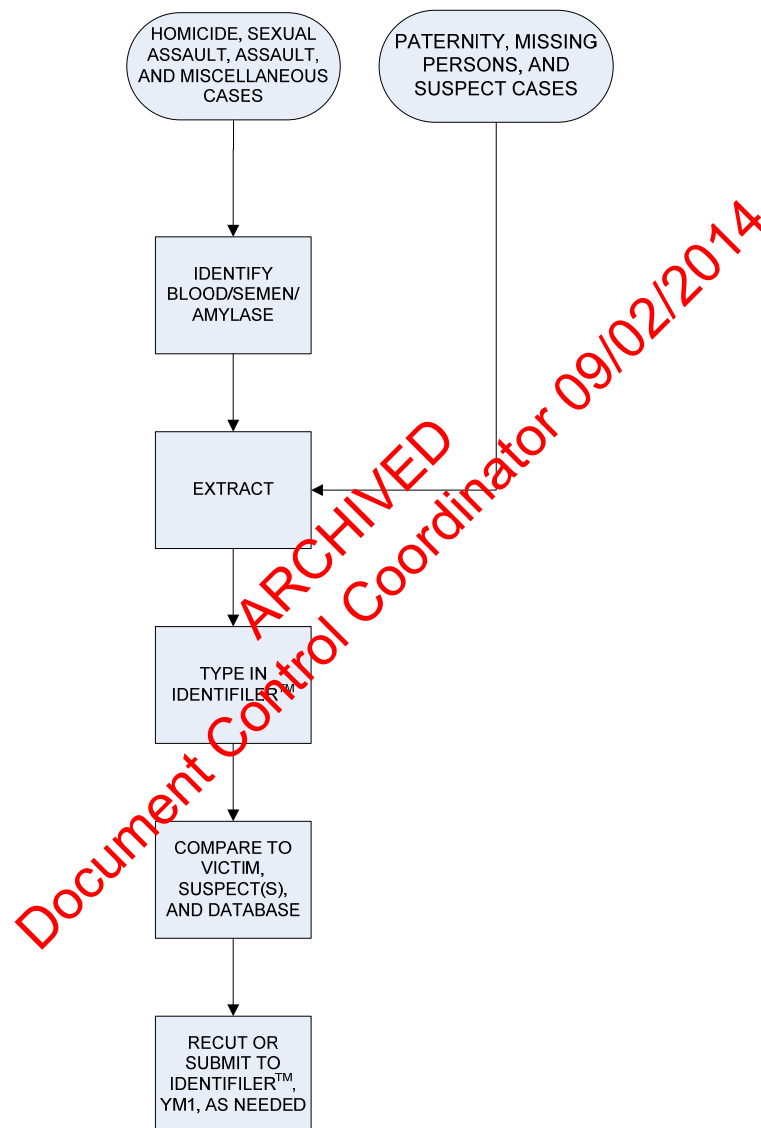 HOMICIDE, SEXUAL
ASSAULT, ASSAULT,
AND MISCELLANEOUS
CASES
PATERNITY, MISSING
PERSONS, AND
SUSPECT CASES
IDENTIFY
BLOOD/SEMEN/
AMYLASE
EXTRACT
TYPE IN
IDENTIFILER™
COMPARE TO
VICTIM,
SUSPECT(S),
AND DATABASE
RECUT OR
SUBMIT TO
IDENTIFILER™,
YM1, AS NEEDED
ARCHIVED
Document Control Coordinator 09/02/2014